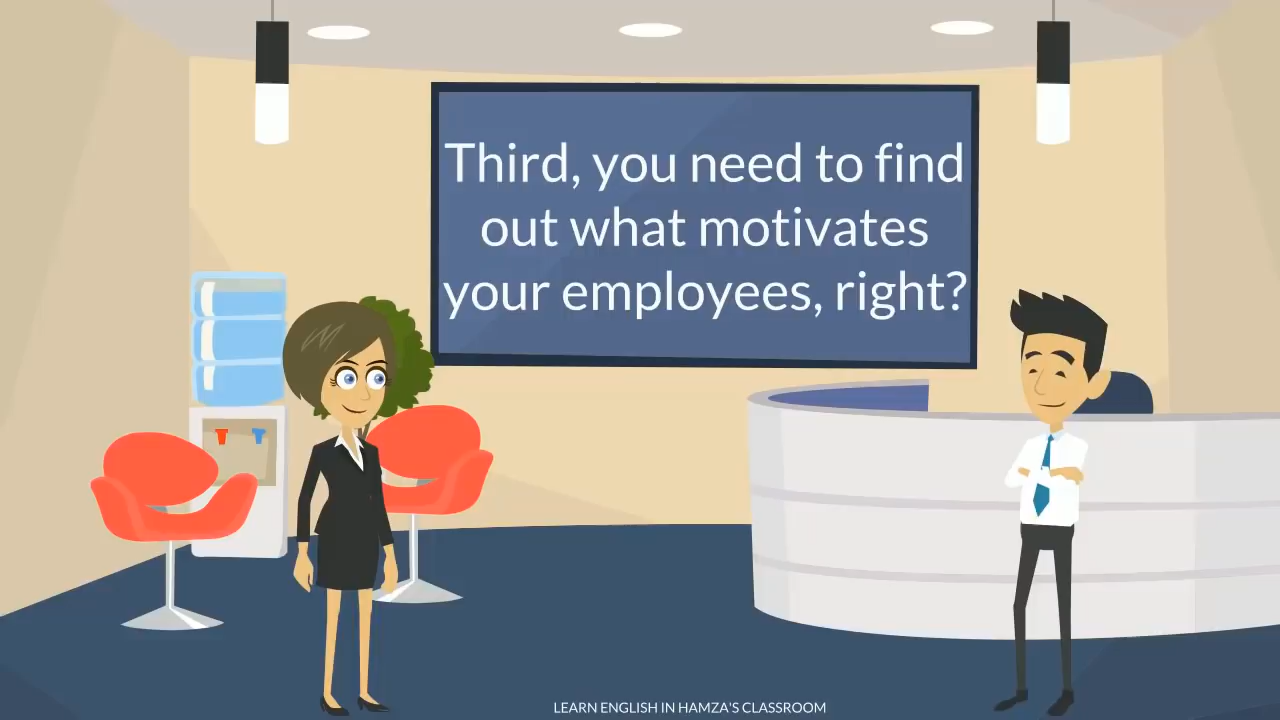 Third, you need to find
out what motivates
your employees, right?
LEARN ENGLISH IN HAMZA'S CLASSROOM